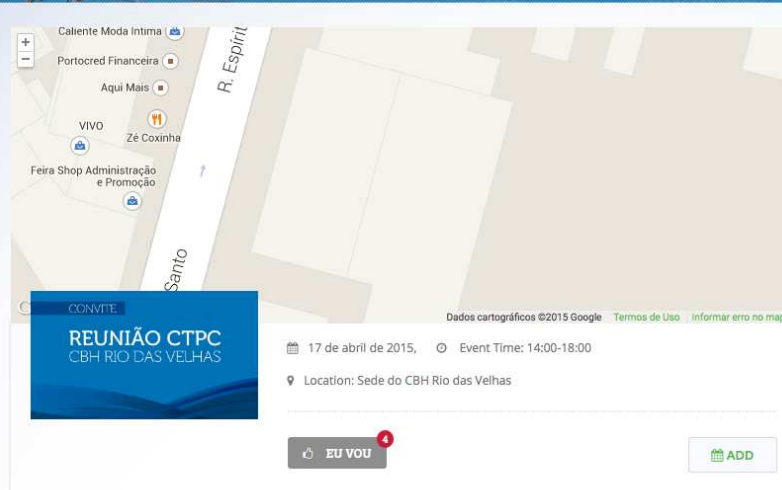 Caliente Moda Intima
Portocred Financeira
Aqui Mais
VIVO
Zé Coxinha
Feira Shop Administração
e Promoção
R. Espírit
Santo
Dados cartográficos ©2015 Google Termos de Uso Informar erro no map
CONVITE
REUNIÃO CTPC
CBH RIO DAS VELHAS
17 de abril de 2015, Event Time: 14:00-18:00
Location: Sede do CBH Rio das Velhas
EU VOU 4
ADD